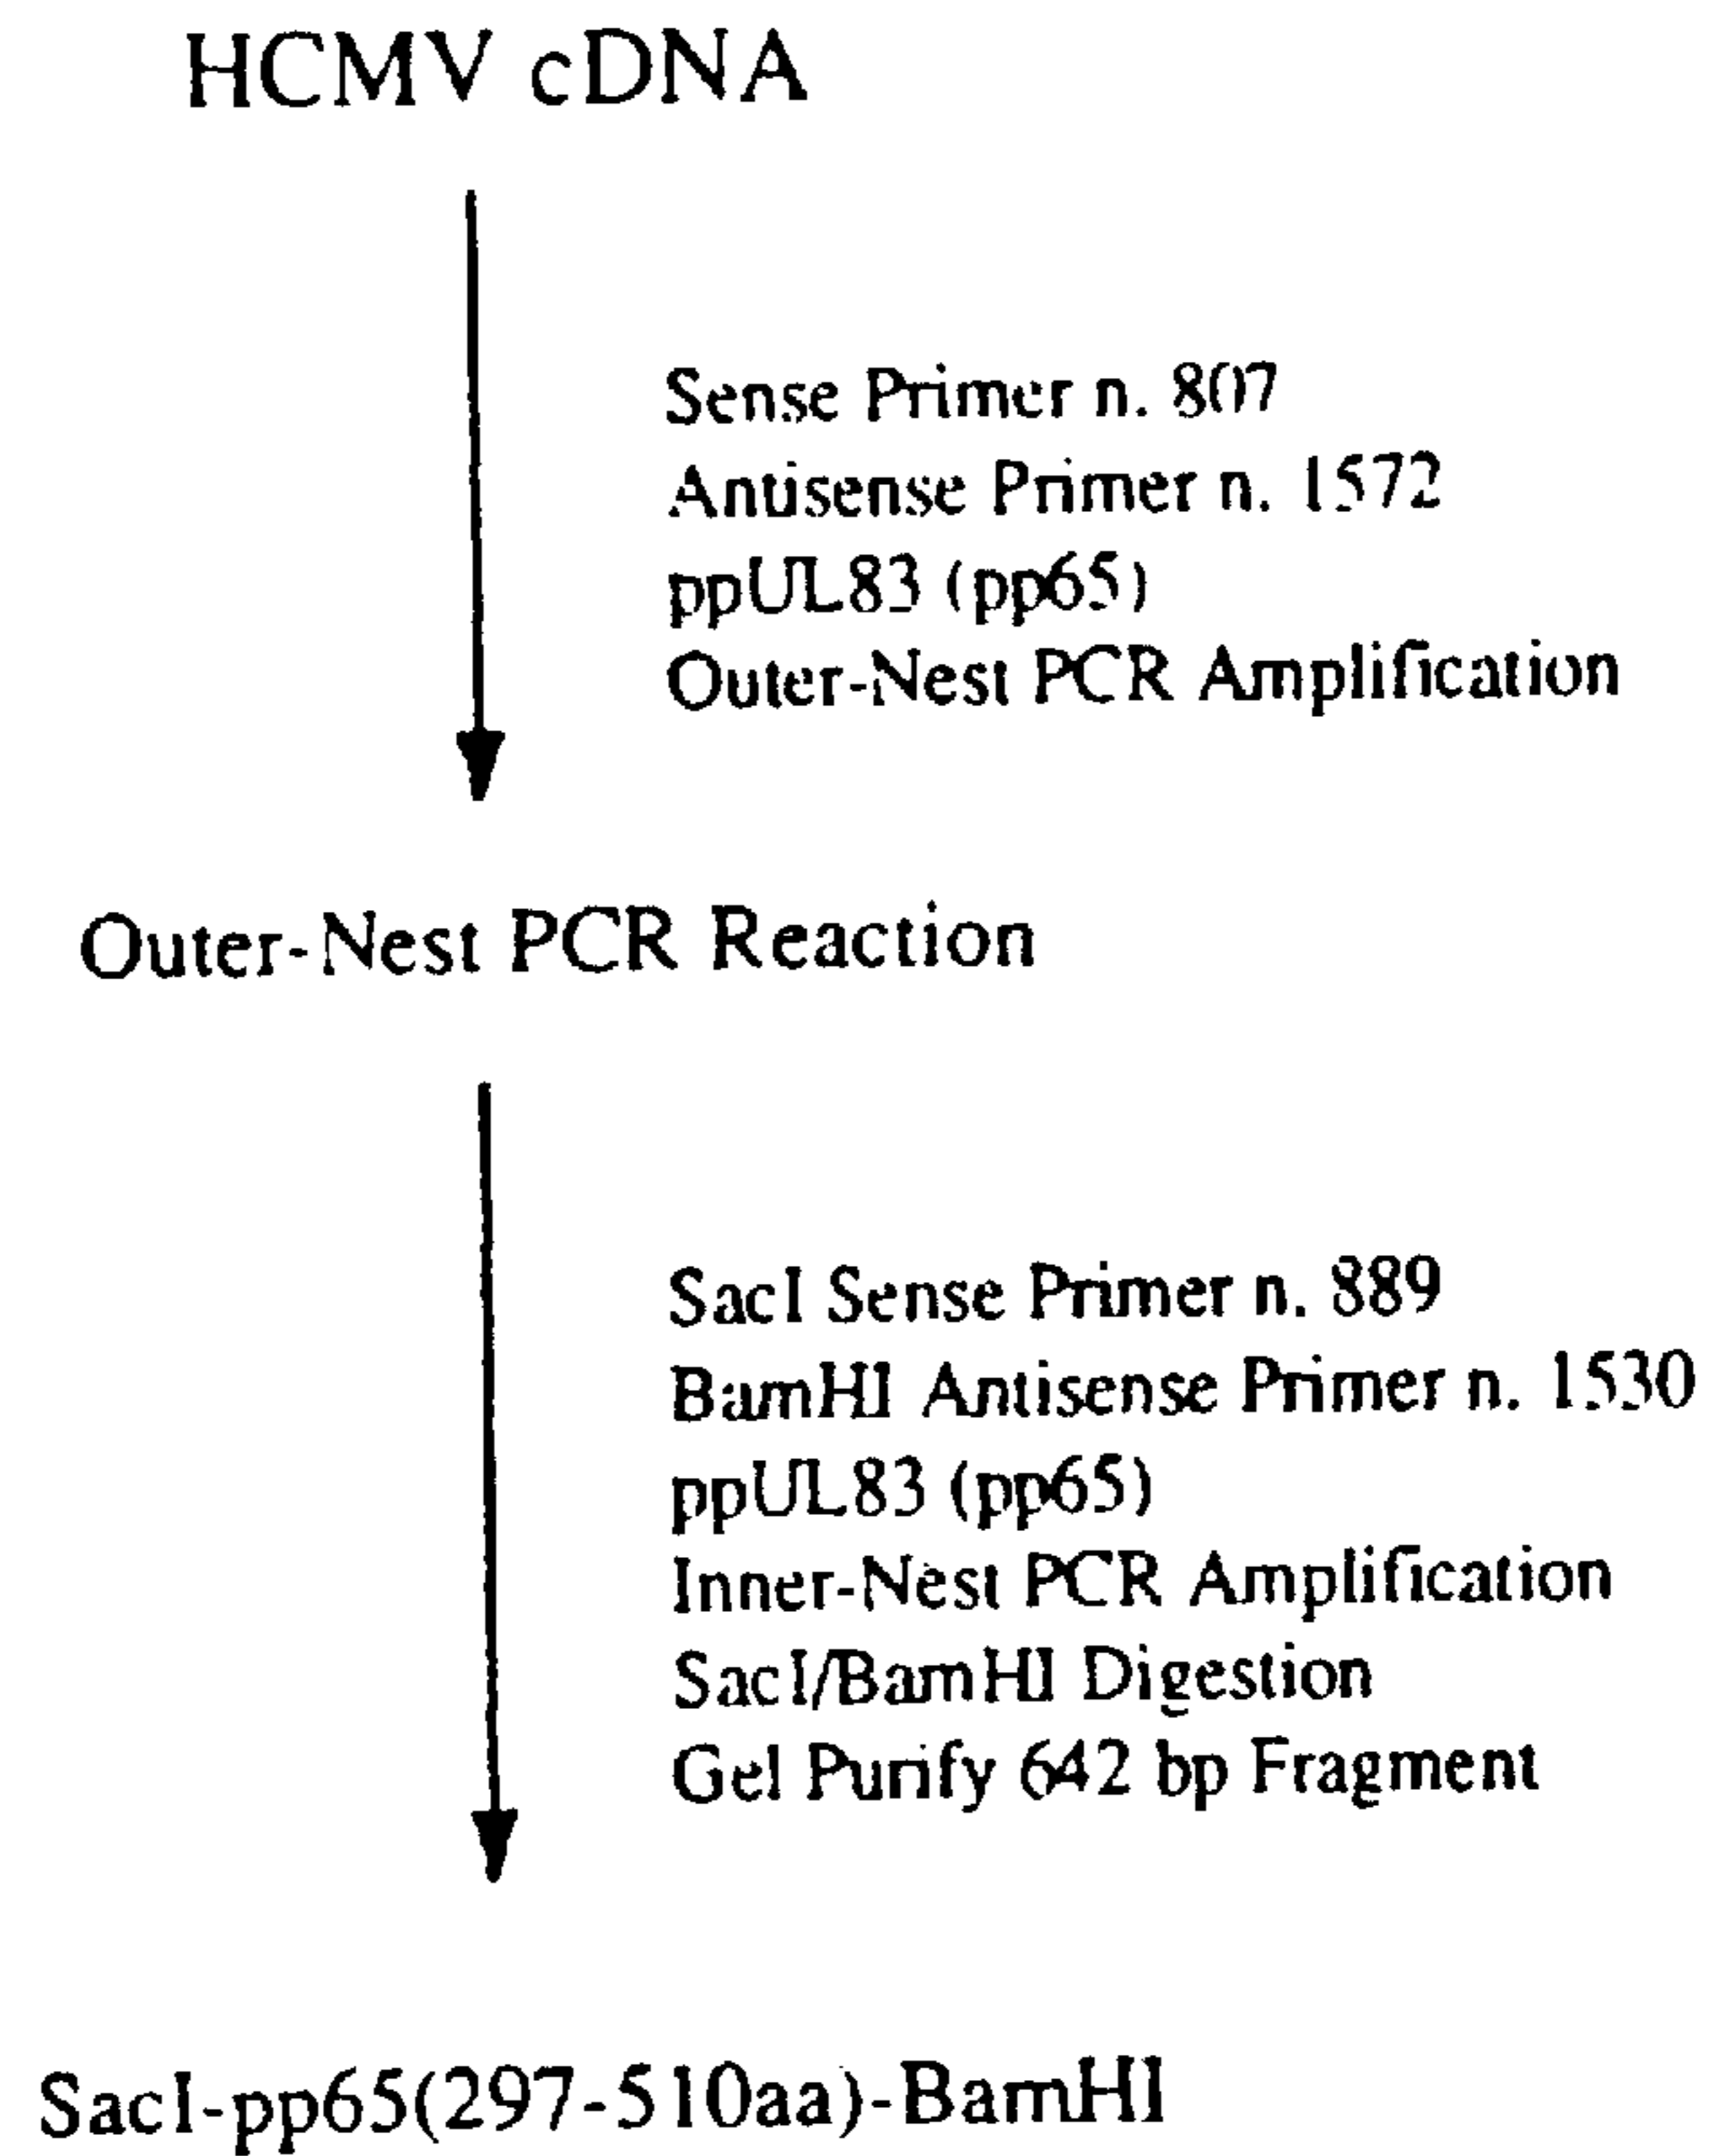 HCMV cDNA
Sense Primer n. 807
Antisense Primer n. 1572
ppUL83 (pp65)
Outer-Nest PCR Amplification
Outer-Nest PCR Reaction
SacI Sense Primer n. 889
BamHI Antisense Primer n. 1530
ppUL83 (pp65)
Inner-Nest PCR Amplification
SacI/BamHI Digestion
Gel Purify 642 bp Fragment
SacI-pp65(297-510aa)-BamHI